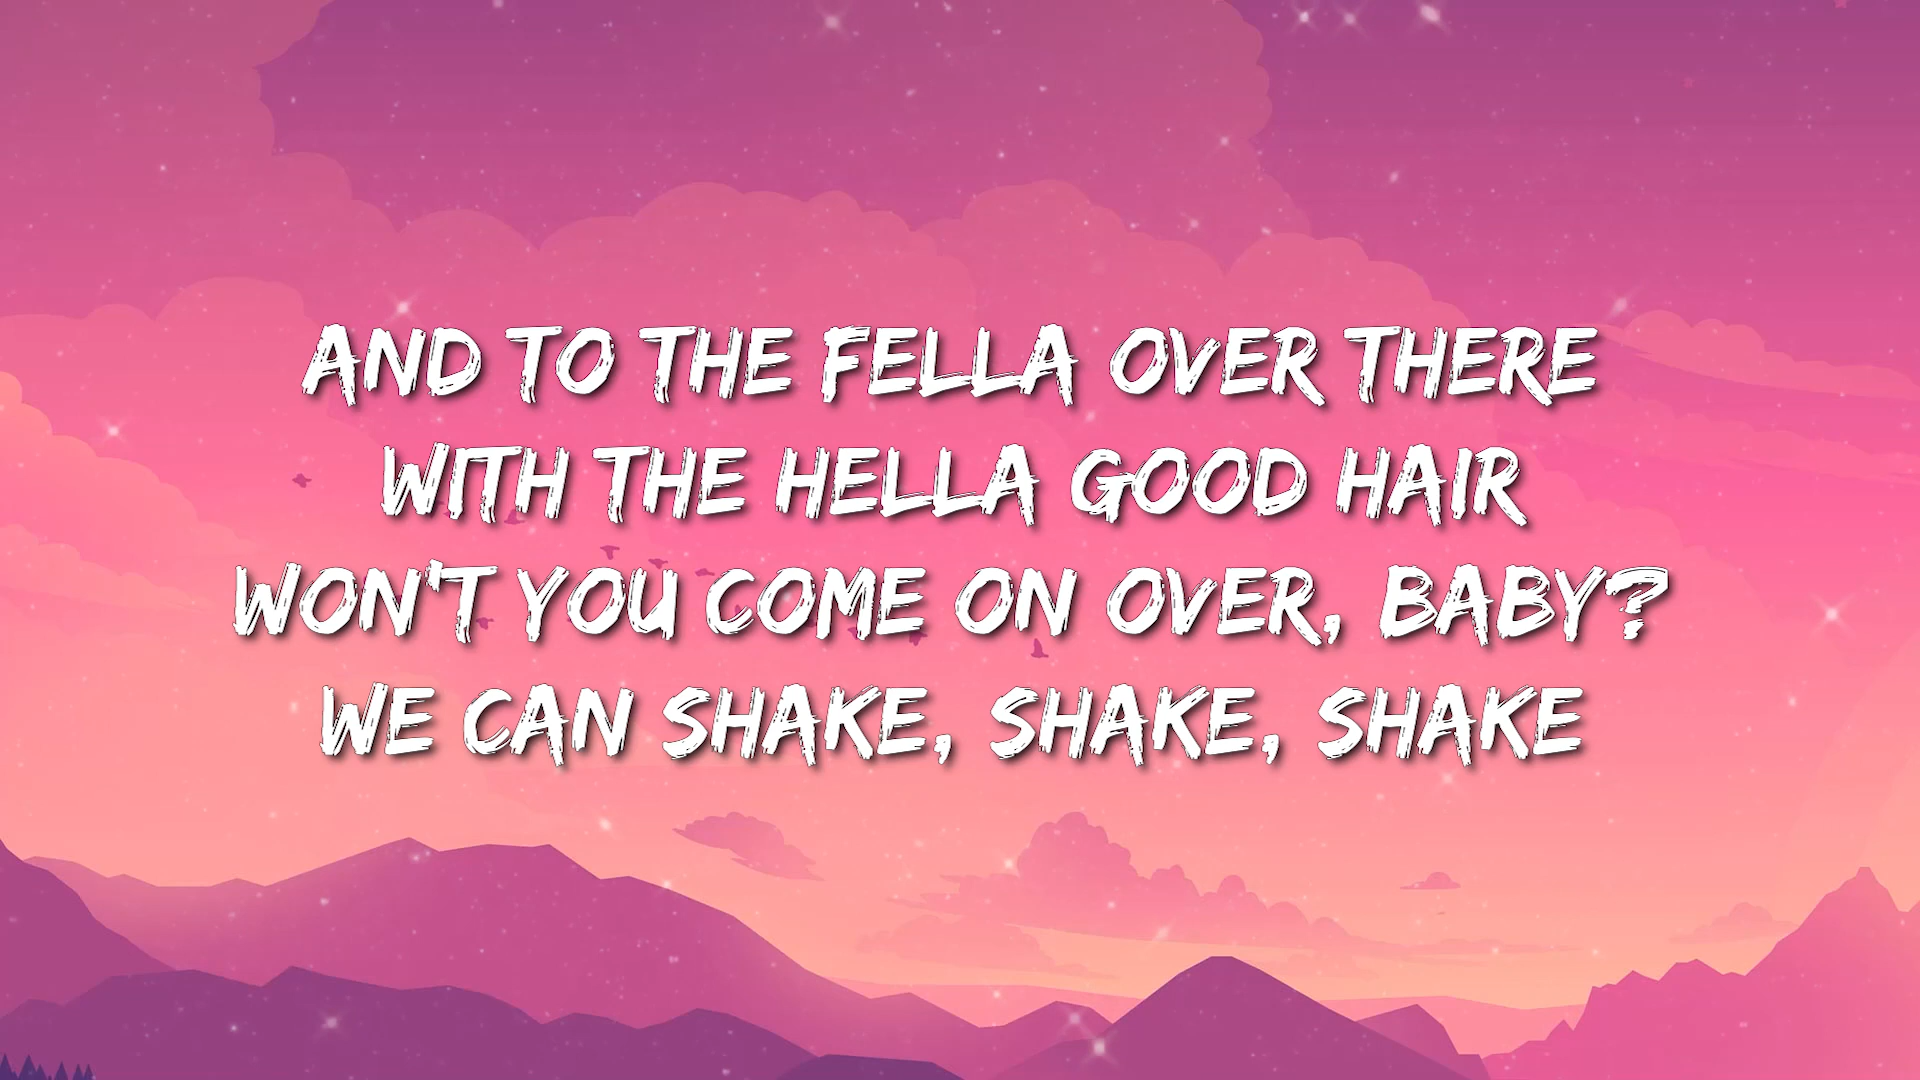 AND TO THE FELLA OVER THERE
WITH THE HELLA GOOD HAIR
WON'T YOU COME ON OVER, BABY?
WE CAN SHAKE, SHAKE, SHAKE